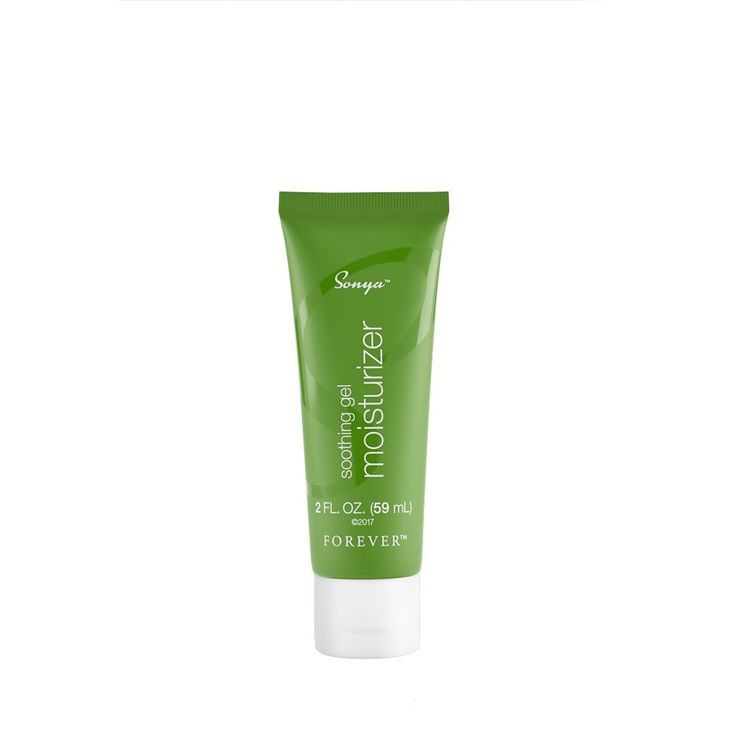 Sonya™
soothing gel
moisturizer
2 FL. OZ. (59 mL)
©2017
FOREVER™